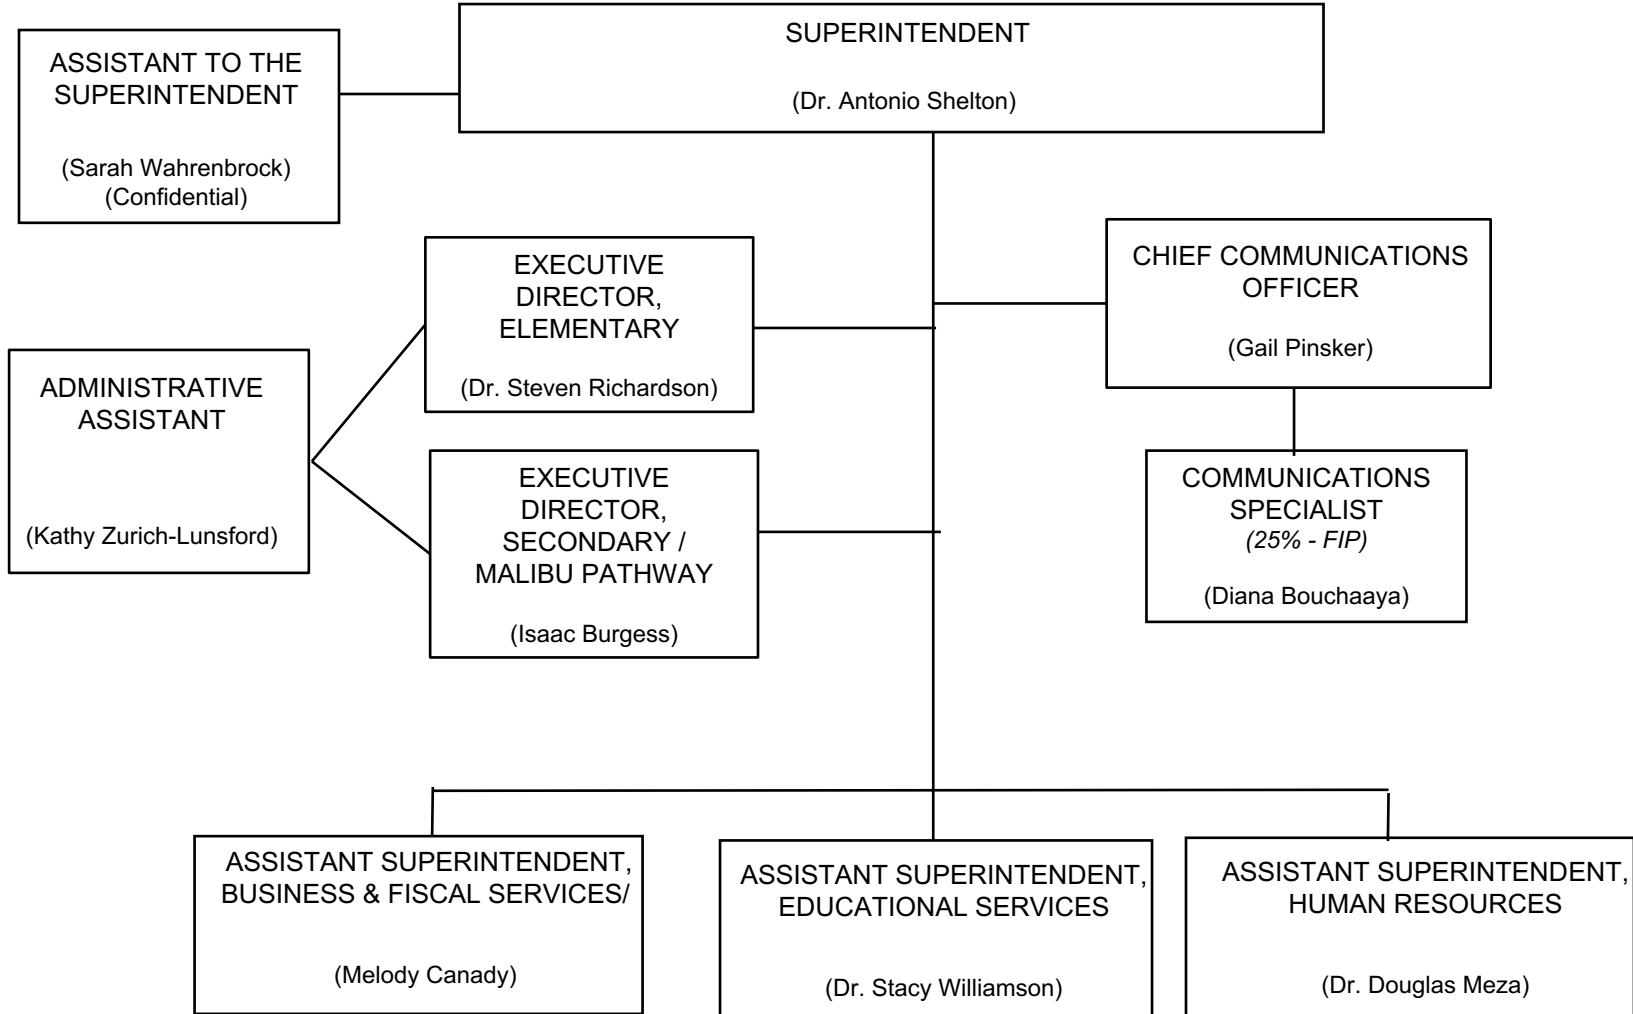 SUPERINTENDENT
(Dr. Antonio Shelton)
ASSISTANT TO THE
SUPERINTENDENT
(Sarah Wahrenbrock)
(Confidential)
EXECUTIVE
DIRECTOR,
ELEMENTARY
(Dr. Steven Richardson)
CHIEF COMMUNICATIONS
OFFICER
(Gail Pinsker)
ADMINISTRATIVE
ASSISTANT
(Kathy Zurich-Lunsford)
EXECUTIVE
DIRECTOR,
SECONDARY /
MALIBU PATHWAY
(Isaac Burgess)
COMMUNICATIONS
SPECIALIST
(25% - FIP)
(Diana Bouchaaya)
ASSISTANT SUPERINTENDENT,
BUSINESS & FISCAL SERVICES/
(Melody Canady)
ASSISTANT SUPERINTENDENT,
EDUCATIONAL SERVICES
(Dr. Stacy Williamson)
ASSISTANT SUPERINTENDENT,
HUMAN RESOURCES
(Dr. Douglas Meza)